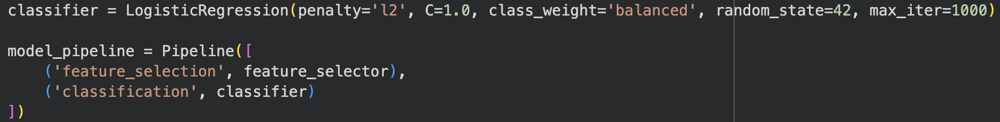 classifier = LogisticRegression(penalty='l2', C=1.0, class_weight='balanced', random_state=42, max_iter=1000)
model_pipeline = Pipeline([
    ('feature_selection', feature_selector),
    ('classification', classifier)
])